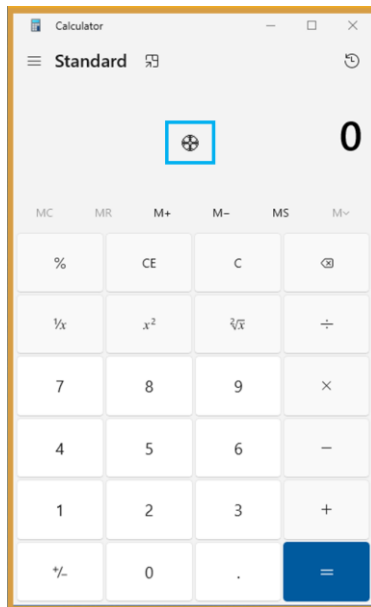 Calculator
Standard
0
MC MR M+ M− MS M˅
% CE C
⅟x x² ²√x ÷
7 8 9 ×
4 5 6 −
1 2 3 +
+/− 0 . =